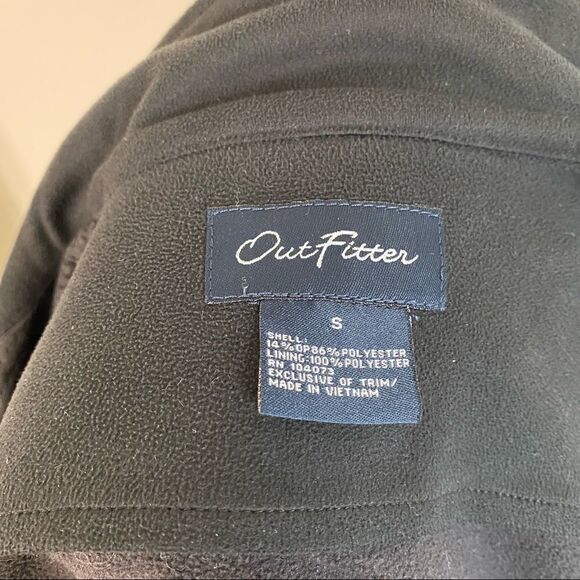 OutFitter
S
SHELL:
14%OP86%POLYESTER
LINING:100%POLYESTER
RN 104073
EXCLUSIVE OF TRIM/
MADE IN VIETNAM